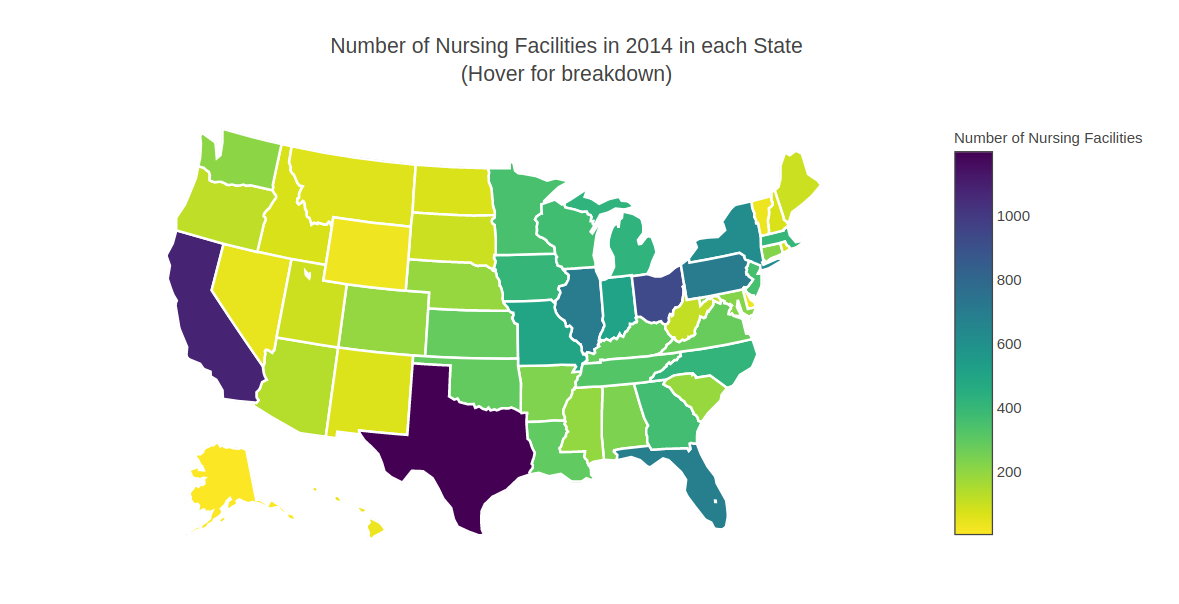 Number of Nursing Facilities in 2014 in each State
(Hover for breakdown)
Number of Nursing Facilities
1000
800
600
400
200